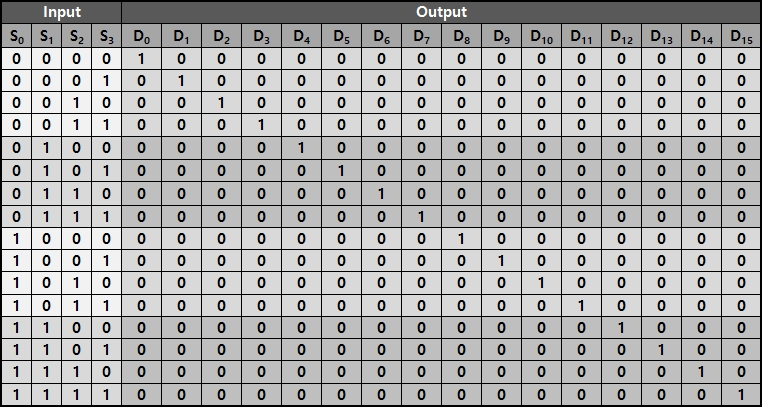 Input Output
S0 S1 S2 S3 D0 D1 D2 D3 D4 D5 D6 D7 D8 D9 D10 D11 D12 D13 D14 D15
0 0 0 0 1 0 0 0 0 0 0 0 0 0 0 0 0 0 0 0
0 0 0 1 0 1 0 0 0 0 0 0 0 0 0 0 0 0 0 0
0 0 1 0 0 0 1 0 0 0 0 0 0 0 0 0 0 0 0 0
0 0 1 1 0 0 0 1 0 0 0 0 0 0 0 0 0 0 0 0
0 1 0 0 0 0 0 0 1 0 0 0 0 0 0 0 0 0 0 0
0 1 0 1 0 0 0 0 0 1 0 0 0 0 0 0 0 0 0 0
0 1 1 0 0 0 0 0 0 0 1 0 0 0 0 0 0 0 0 0
0 1 1 1 0 0 0 0 0 0 0 1 0 0 0 0 0 0 0 0
1 0 0 0 0 0 0 0 0 0 0 0 1 0 0 0 0 0 0 0
1 0 0 1 0 0 0 0 0 0 0 0 0 1 0 0 0 0 0 0
1 0 1 0 0 0 0 0 0 0 0 0 0 0 1 0 0 0 0 0
1 0 1 1 0 0 0 0 0 0 0 0 0 0 0 1 0 0 0 0
1 1 0 0 0 0 0 0 0 0 0 0 0 0 0 0 1 0 0 0
1 1 0 1 0 0 0 0 0 0 0 0 0 0 0 0 0 1 0 0
1 1 1 0 0 0 0 0 0 0 0 0 0 0 0 0 0 0 1 0
1 1 1 1 0 0 0 0 0 0 0 0 0 0 0 0 0 0 0 1